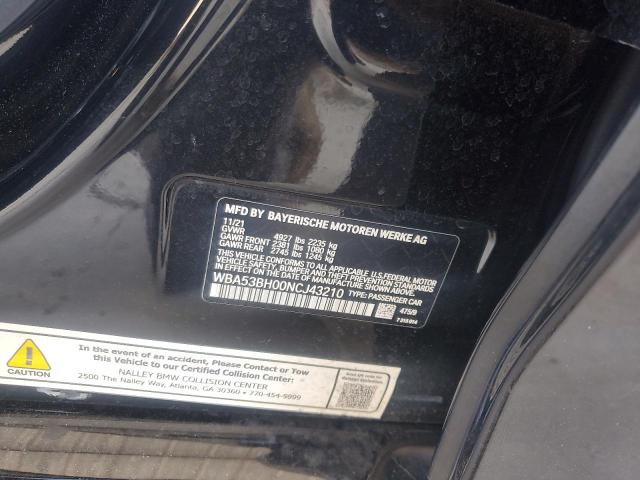 MFD BY BAYERISCHE MOTOREN WERKE AG
11/21
GVWR 4927 lbs 2235 kg
GAWR FRONT 2381 lbs 1080 kg
GAWR REAR 2745 lbs 1245 kg
THIS VEHICLE CONFORMS TO ALL APPLICABLE U.S. FEDERAL MOTOR
VEHICLE SAFETY, BUMPER, AND THEFT PREVENTION STANDARDS
IN EFFECT ON THE DATE OF MANUFACTURE SHOWN ABOVE.
WBA53BH00NCJ43210 TYPE: PASSENGER CAR
475/9
CAUTION
In the event of an accident, Please Contact or Tow
this Vehicle to our Certified Collision Center:
NALLEY BMW COLLISION CENTER
2500 The Nalley Way, Atlanta, GA 30360 • 770-454-9999